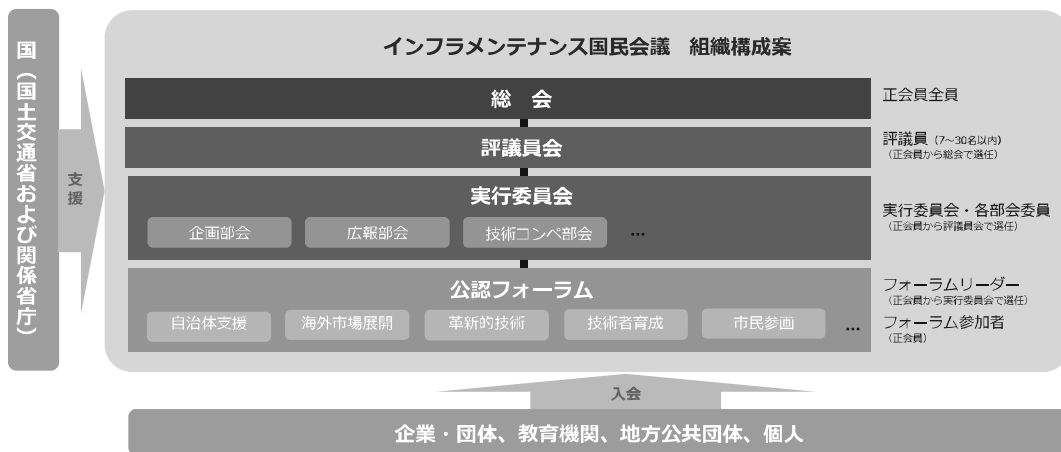 国（国土交通省および関係省庁）
支援
インフラメンテナンス国民会議　組織構成案
総　会
正会員全員
評議員会
評議員（7～30名以内）
（正会員から総会で選任）
実行委員会
企画部会
広報部会
技術コンペ部会
…
実行委員会・各部会委員
（正会員から評議員会で選任）
公認フォーラム
自治体支援
海外市場展開
革新的技術
技術者育成
市民参画
…
フォーラムリーダー
（正会員から実行委員会で選任）
フォーラム参加者
（正会員）
入会
企業・団体、教育機関、地方公共団体、個人